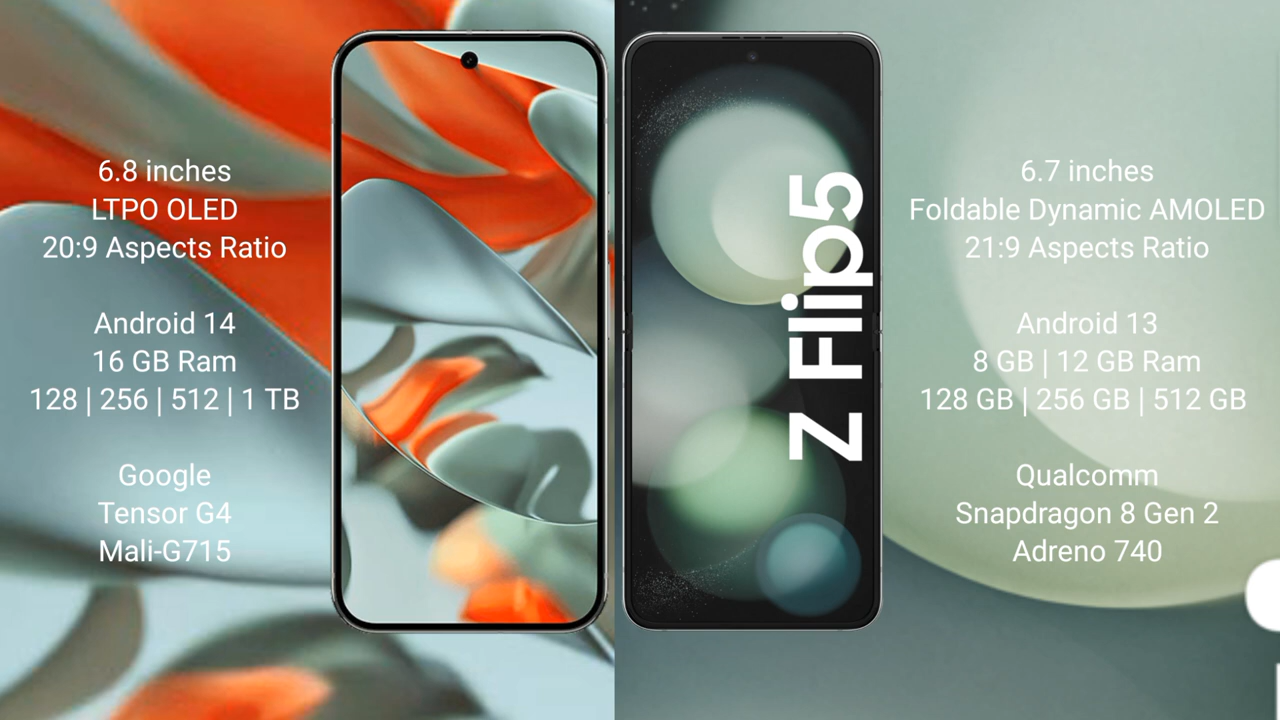 6.8 inches
LTPO OLED
20:9 Aspects Ratio
Android 14
16 GB Ram
128 | 256 | 512 | 1 TB
Google
Tensor G4
Mali-G715
Z Flip5
6.7 inches
Foldable Dynamic AMOLED
21:9 Aspects Ratio
Android 13
8 GB | 12 GB Ram
128 GB | 256 GB | 512 GB
Qualcomm
Snapdragon 8 Gen 2
Adreno 740